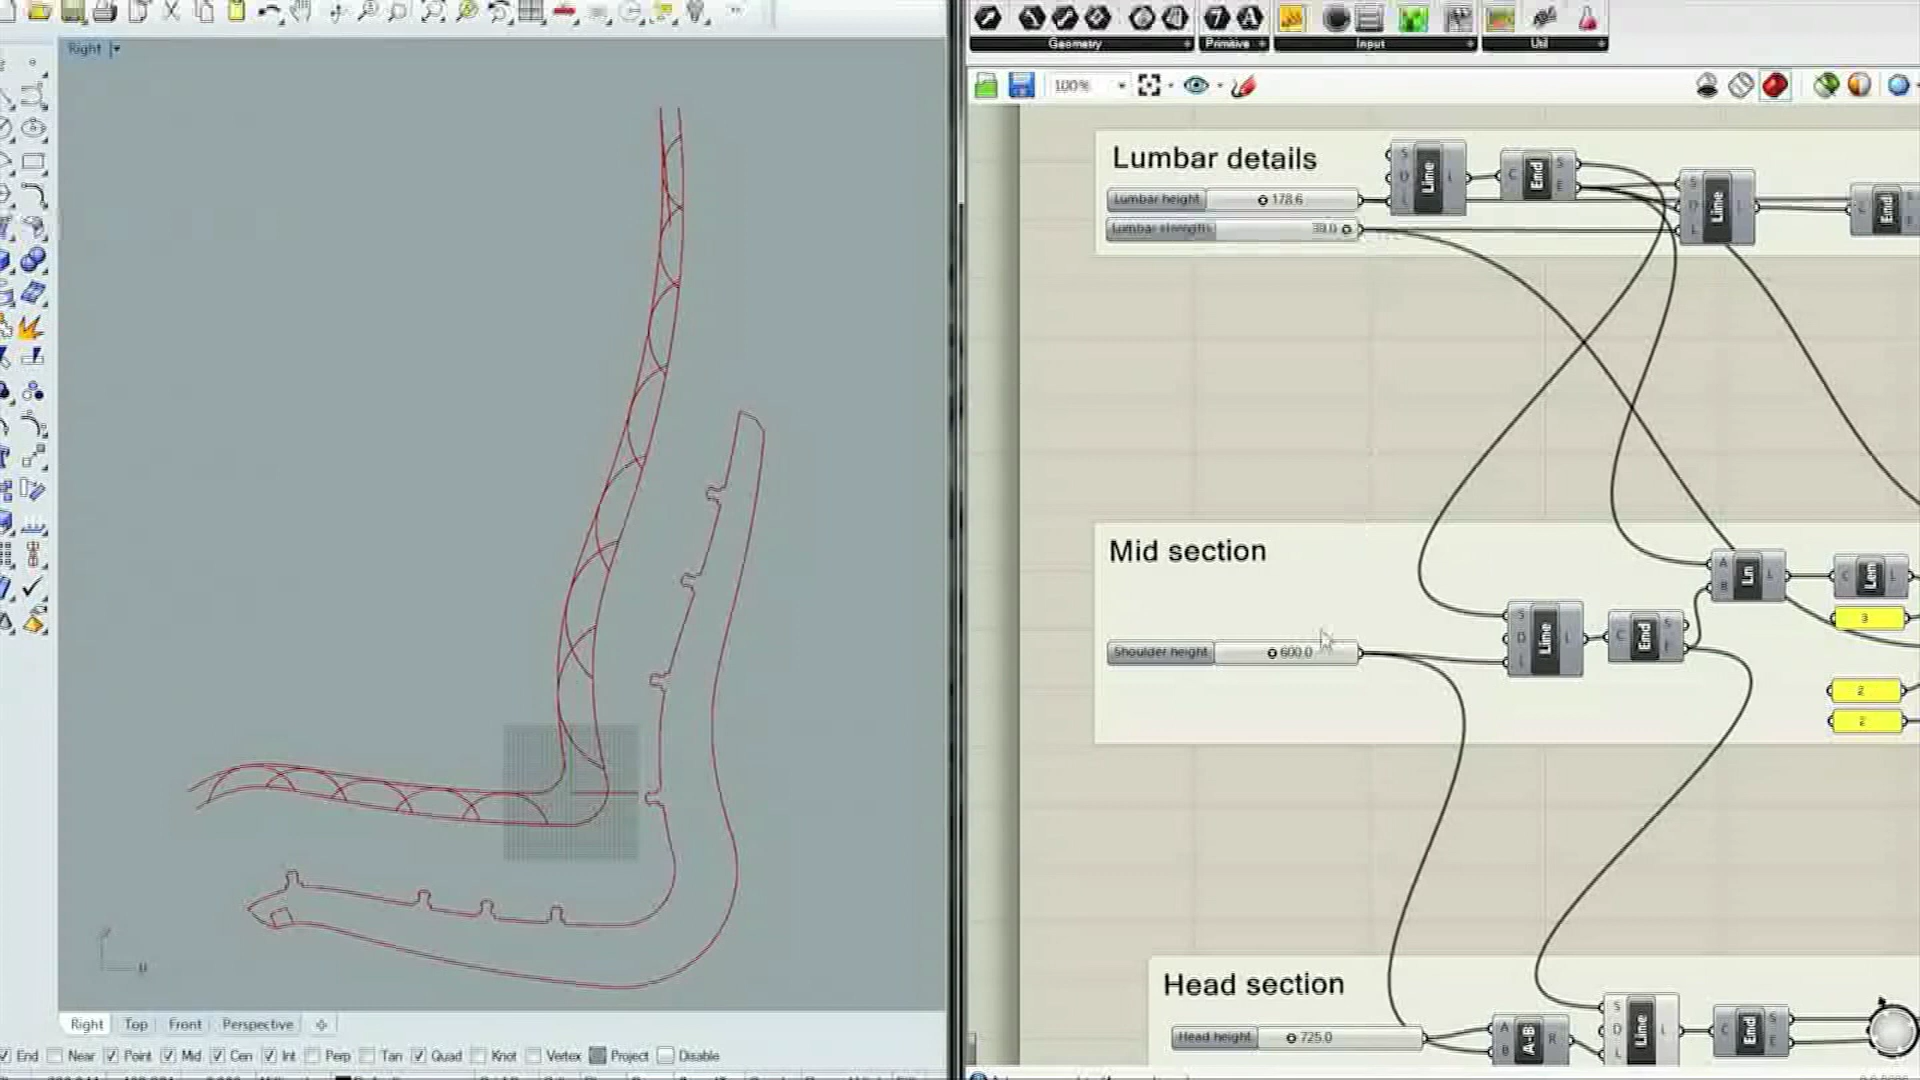 Right
Geometry
Primitive
Input
Util
100%
Lumbar details
Lumbar height
178.6
Lumbar strength
S
D
L
L
C
End
S
E
Line
S
D
L
Line
End
Mid section
Shoulder height
600.0
S
D
L
Line
L
C
End
S
E
A
B
Ln
L
C
Len
L
3
2
2
Head section
Head height
725.0
A
B
A-B
R
S
D
L
Line
L
C
End
S
E
Right
Top
Front
Perspective
End
Near
Point
Mid
Cen
Int
Perp
Tan
Quad
Knot
Vertex
Project
Disable